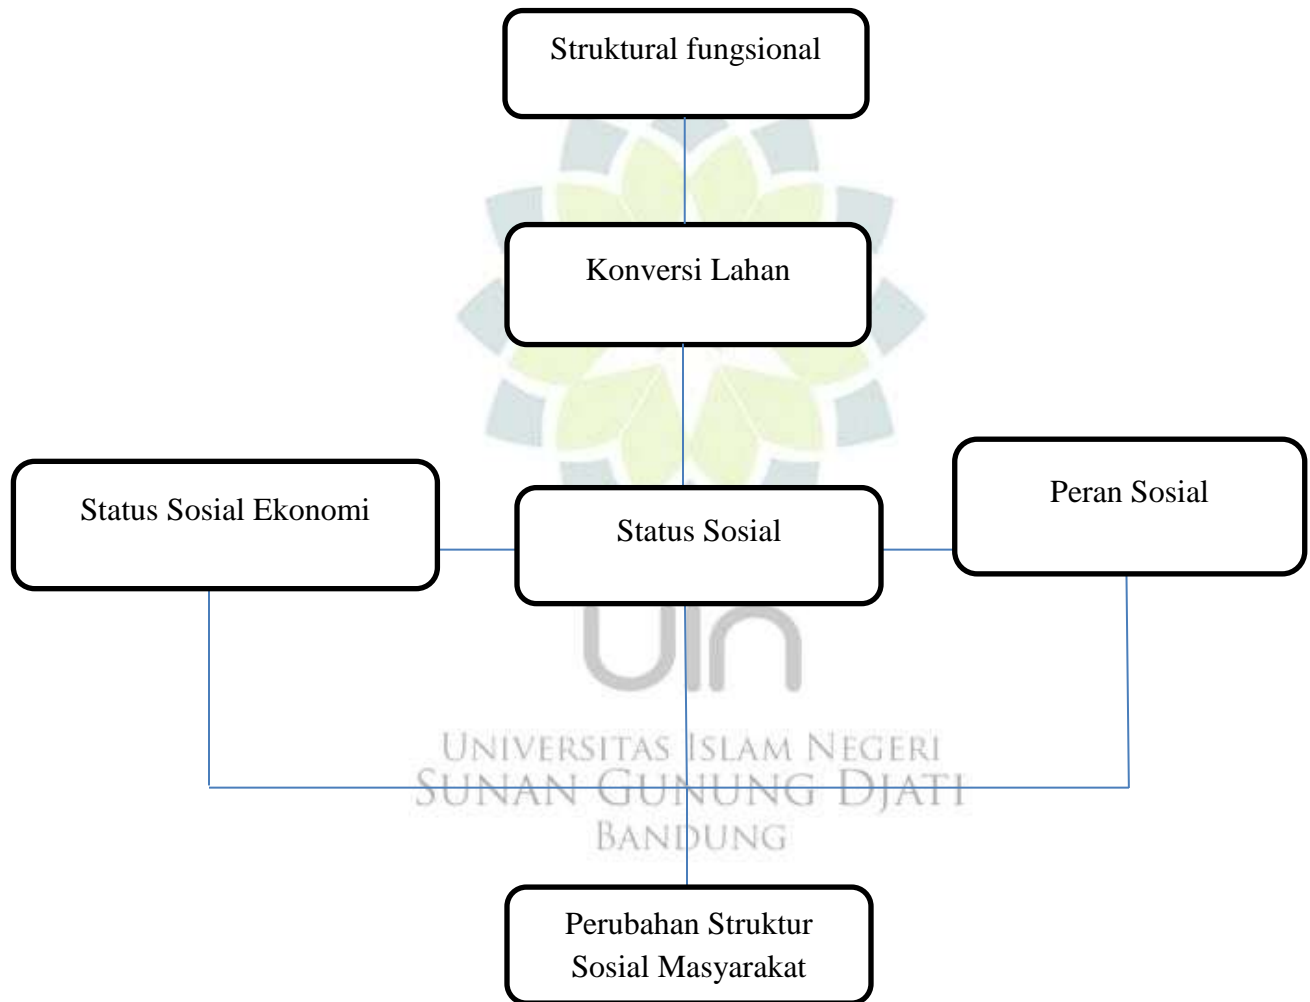 Struktural fungsional
Konversi Lahan
Status Sosial Ekonomi
Status Sosial
Peran Sosial
uin
UNIVERSITAS ISLAM NEGERI
SUNAN GUNUNG DJATI
BANDUNG
Perubahan Struktur
Sosial Masyarakat